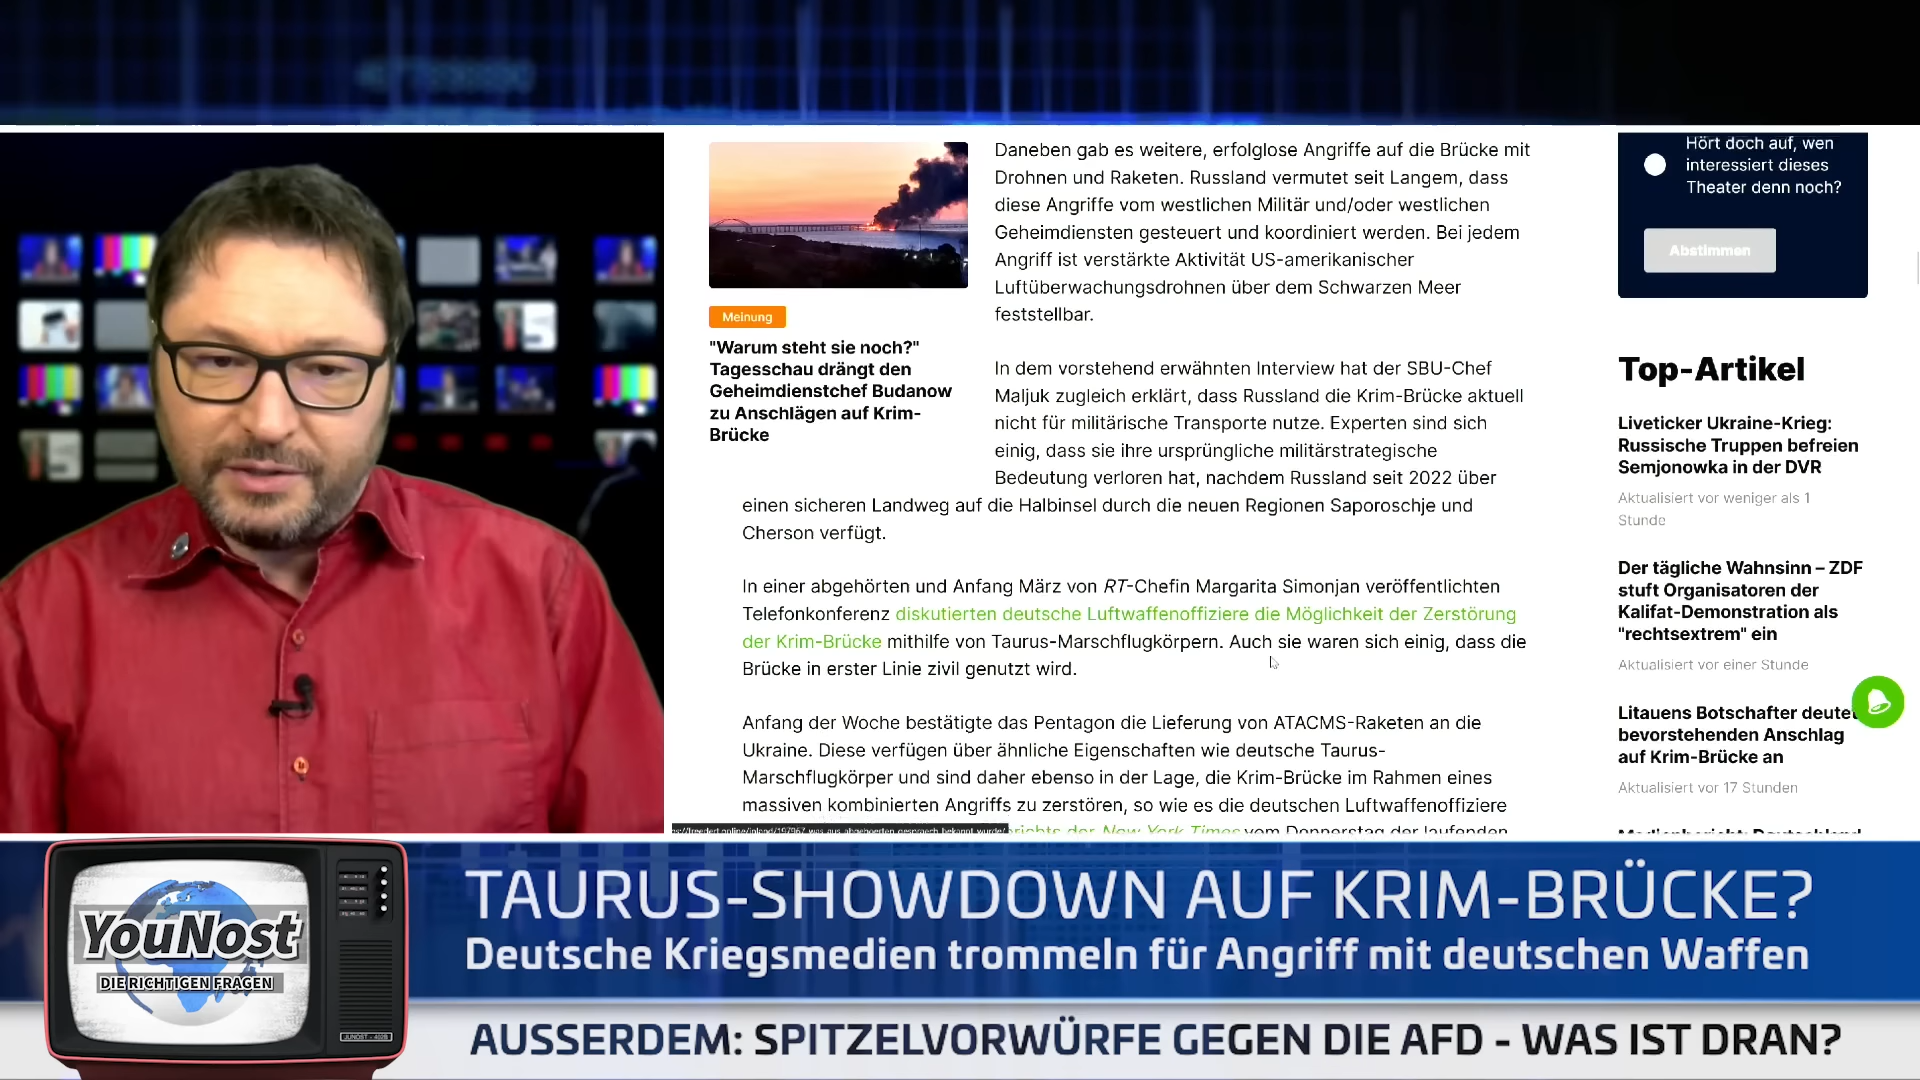 Daneben gab es weitere, erfolglose Angriffe auf die Brücke mit
Drohnen und Raketen. Russland vermutet seit Langem, dass
diese Angriffe vom westlichen Militär und/oder westlichen
Geheimdiensten gesteuert und koordiniert werden. Bei jedem
Angriff ist verstärkte Aktivität US-amerikanischer
Luftüberwachungsdrohnen über dem Schwarzen Meer
feststellbar.
Meinung
"Warum steht sie noch?"
Tagesschau drängt den
Geheimdienstchef Budanow
zu Anschlägen auf Krim-
Brücke
In dem vorstehend erwähnten Interview hat der SBU-Chef
Maljuk zugleich erklärt, dass Russland die Krim-Brücke aktuell
nicht für militärische Transporte nutze. Experten sind sich
einig, dass sie ihre ursprüngliche militärstrategische
Bedeutung verloren hat, nachdem Russland seit 2022 über
einen sicheren Landweg auf die Halbinsel durch die neuen Regionen Saporoschje und
Cherson verfügt.
In einer abgehörten und Anfang März von RT-Chefin Margarita Simonjan veröffentlichten
Telefonkonferenz diskutierten deutsche Luftwaffenoffiziere die Möglichkeit der Zerstörung
der Krim-Brücke mithilfe von Taurus-Marschflugkörpern. Auch sie waren sich einig, dass die
Brücke in erster Linie zivil genutzt wird.
Anfang der Woche bestätigte das Pentagon die Lieferung von ATACMS-Raketen an die
Ukraine. Diese verfügen über ähnliche Eigenschaften wie deutsche Taurus-
Marschflugkörper und sind daher ebenso in der Lage, die Krim-Brücke im Rahmen eines
massiven kombinierten Angriffs zu zerstören, so wie es die deutschen Luftwaffenoffiziere
New York Times vom Donnerstag der laufenden
Hört doch auf, wen
interessiert dieses
Theater denn noch?
Abstimmen
Top-Artikel
Liveticker Ukraine-Krieg:
Russische Truppen befreien
Semjonowka in der DVR
Aktualisiert vor weniger als 1
Stunde
Der tägliche Wahnsinn – ZDF
stuft Organisatoren der
Kalifat-Demonstration als
"rechtsextrem" ein
Aktualisiert vor einer Stunde
Litauens Botschafter deutet
bevorstehenden Anschlag
auf Krim-Brücke an
Aktualisiert vor 17 Stunden
YouNost
DIE RICHTIGEN FRAGEN
JUNOST - 402B
TAURUS-SHOWDOWN AUF KRIM-BRÜCKE?
Deutsche Kriegsmedien trommeln für Angriff mit deutschen Waffen
AUSSERDEM: SPITZELVORWÜRFE GEGEN DIE AFD - WAS IST DRAN?